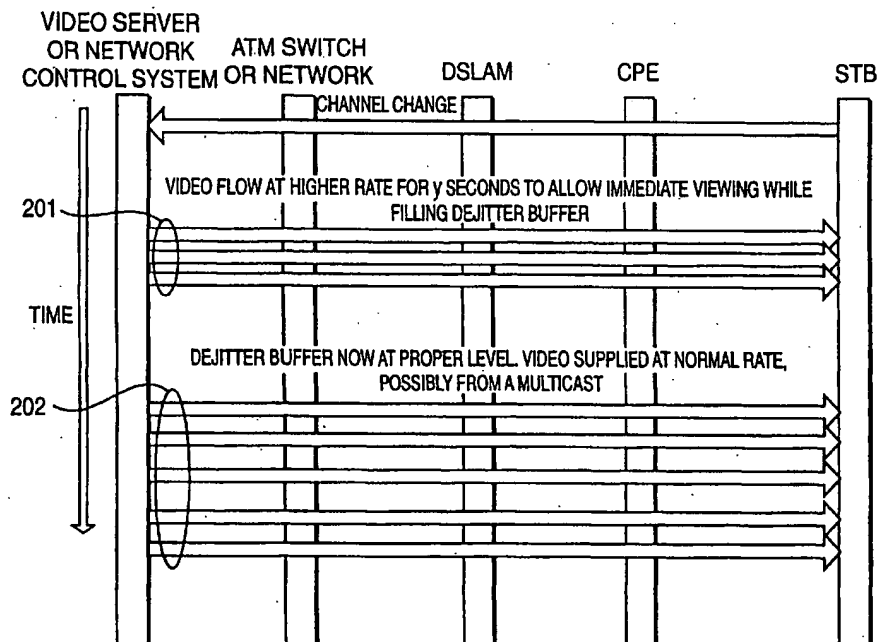 VIDEO SERVER
OR NETWORK
CONTROL SYSTEM
ATM SWITCH
OR NETWORK
DSLAM
CPE
STB
CHANNEL CHANGE
VIDEO FLOW AT HIGHER RATE FOR y SECONDS TO ALLOW IMMEDIATE VIEWING WHILE
FILLING DEJITTER BUFFER
201
TIME
DEJITTER BUFFER NOW AT PROPER LEVEL. VIDEO SUPPLIED AT NORMAL RATE,
POSSIBLY FROM A MULTICAST
202